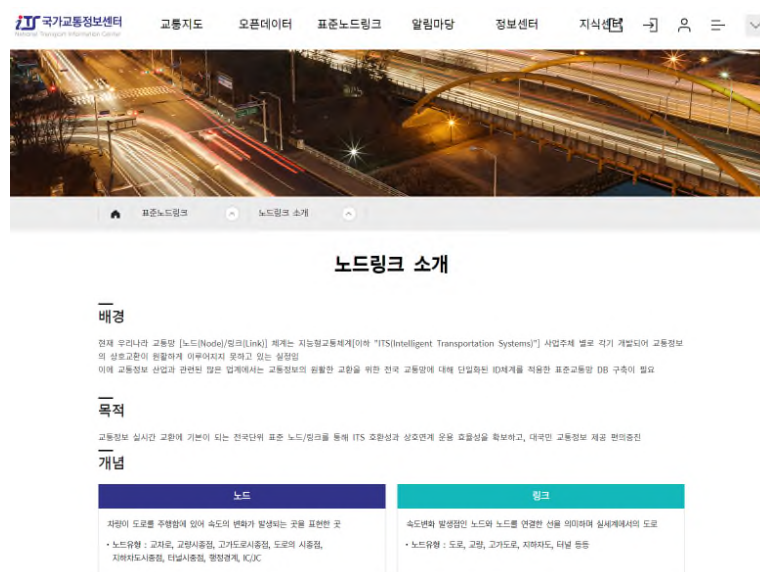 ITS 국가교통정보센터
National Transport Information Center
교통지도 오픈데이터 표준노드링크 알림마당 정보센터 지식센터
표준노드링크 노드링크 소개
노드링크 소개
배경
현재 우리나라 교통망 [노드(Node)/링크(Link)] 체계는 지능형교통체계[이하 "ITS(Intelligent Transportation Systems)"] 사업주체 별로 각기 개발되어 교통정보
의 상호교환이 원활하게 이루어지지 못하고 있는 실정임
이에 교통정보 산업과 관련된 많은 업계에서는 교통정보의 원활한 교환을 위한 전국 교통망에 대해 단일화된 ID체계를 적용한 표준교통망 DB 구축이 필요
목적
교통정보 실시간 교환에 기본이 되는 전국단위 표준 노드/링크를 통해 ITS 호환성과 상호연계 운용 효율성을 확보하고, 대국민 교통정보 제공 편의증진
개념
노드
차량이 도로를 주행함에 있어 속도의 변화가 발생되는 곳을 표현한 곳
• 노드유형 : 교차로, 교량시종점, 고가도로시종점, 도로의 시종점,
지하차도시종점, 터널시종점, 행정경계, IC/JC
링크
속도변화 발생점인 노드와 노드를 연결한 선을 의미하며 실세계에서의 도로
• 노드유형 : 도로, 교량, 고가도로, 지하차도, 터널 등등